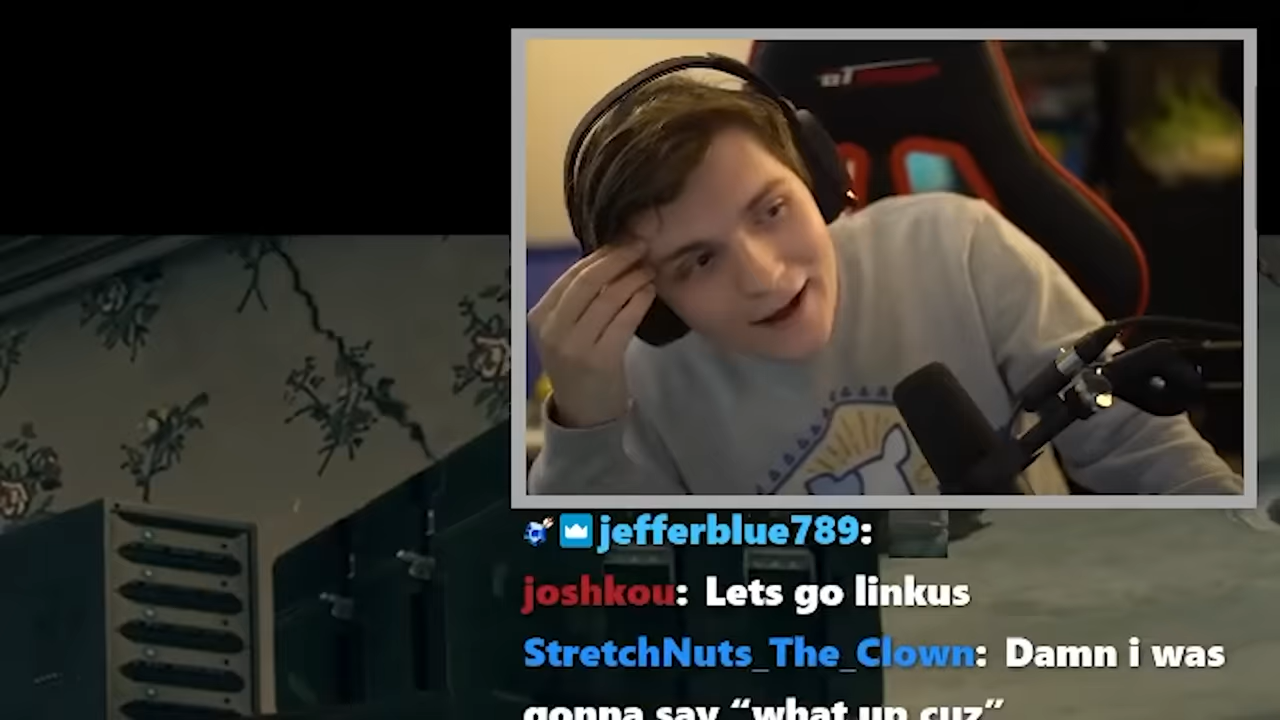 jefferblue789:
joshkou: Lets go linkus
StretchNuts_The_Clown: Damn i was
gonna say “what up cuz”